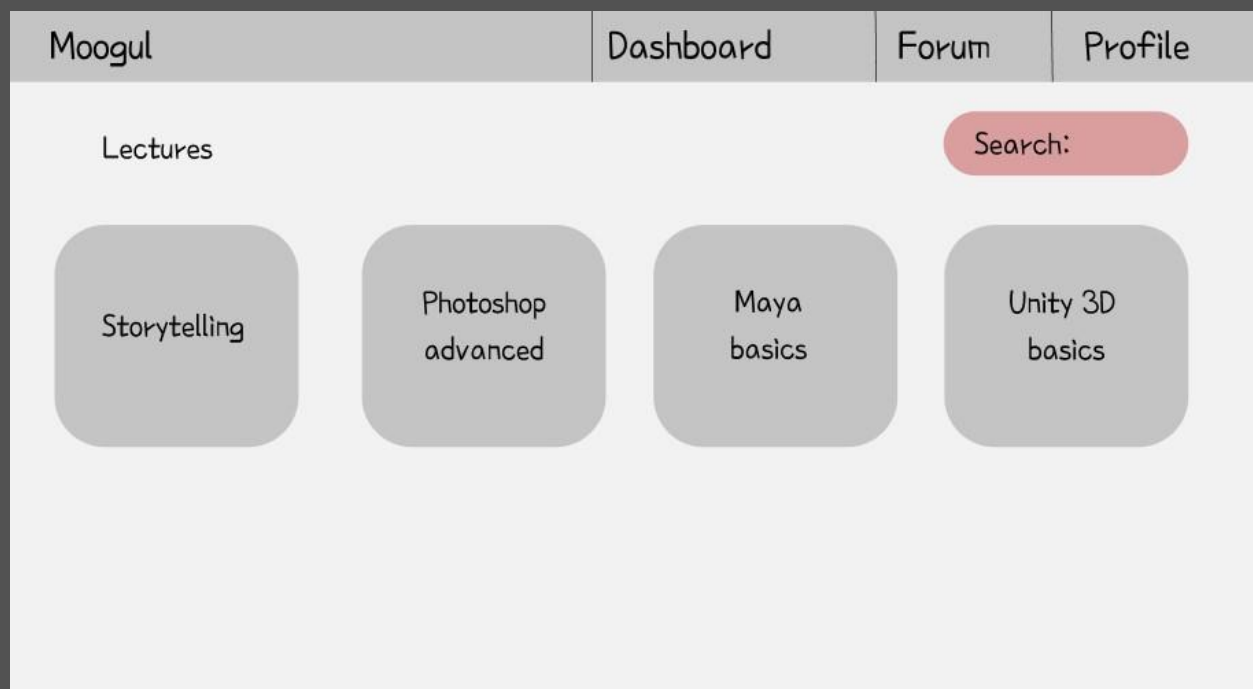 Moogul Dashboard Forum Profile
Lectures Search:
Storytelling
Photoshop
advanced
Maya
basics
Unity 3D
basics